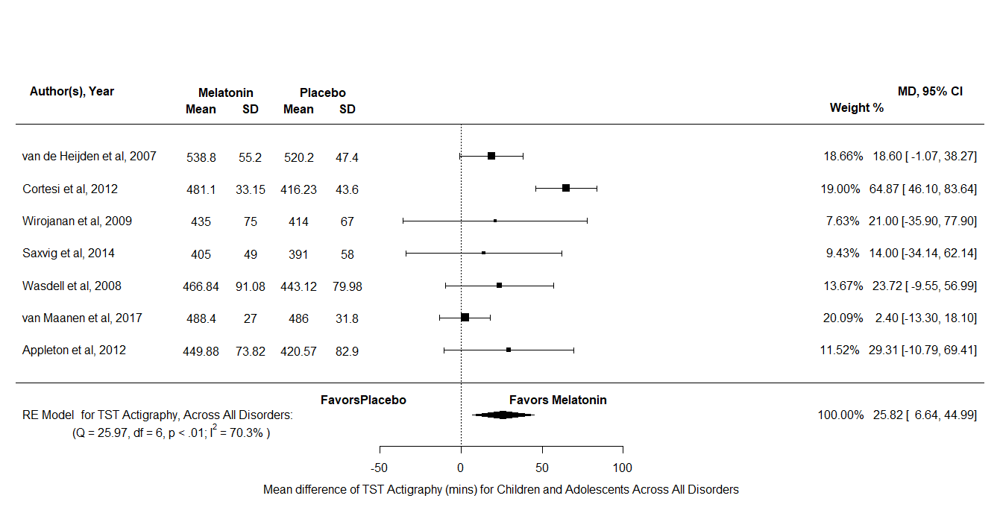 Author(s), Year Melatonin Placebo MD, 95% CI
Mean SD Mean SD Weight %
van de Heijden et al, 2007 538.8 55.2 520.2 47.4 18.66% 18.60 [ -1.07, 38.27]
Cortesi et al, 2012 481.1 33.15 416.23 43.6 19.00% 64.87 [ 46.10, 83.64]
Wirojanan et al, 2009 435 75 414 67 7.63% 21.00 [-35.90, 77.90]
Saxvig et al, 2014 405 49 391 58 9.43% 14.00 [-34.14, 62.14]
Wasdell et al, 2008 466.84 91.08 443.12 79.98 13.67% 23.72 [ -9.55, 56.99]
van Maanen et al, 2017 488.4 27 486 31.8 20.09% 2.40 [-13.30, 18.10]
Appleton et al, 2012 449.88 73.82 420.57 82.9 11.52% 29.31 [-10.79, 69.41]
FavorsPlacebo Favors Melatonin
RE Model for TST Actigraphy, Across All Disorders: 100.00% 25.82 [ 6.64, 44.99]
(Q = 25.97, df = 6, p < .01; I² = 70.3% )
-50 0 50 100
Mean difference of TST Actigraphy (mins) for Children and Adolescents Across All Disorders